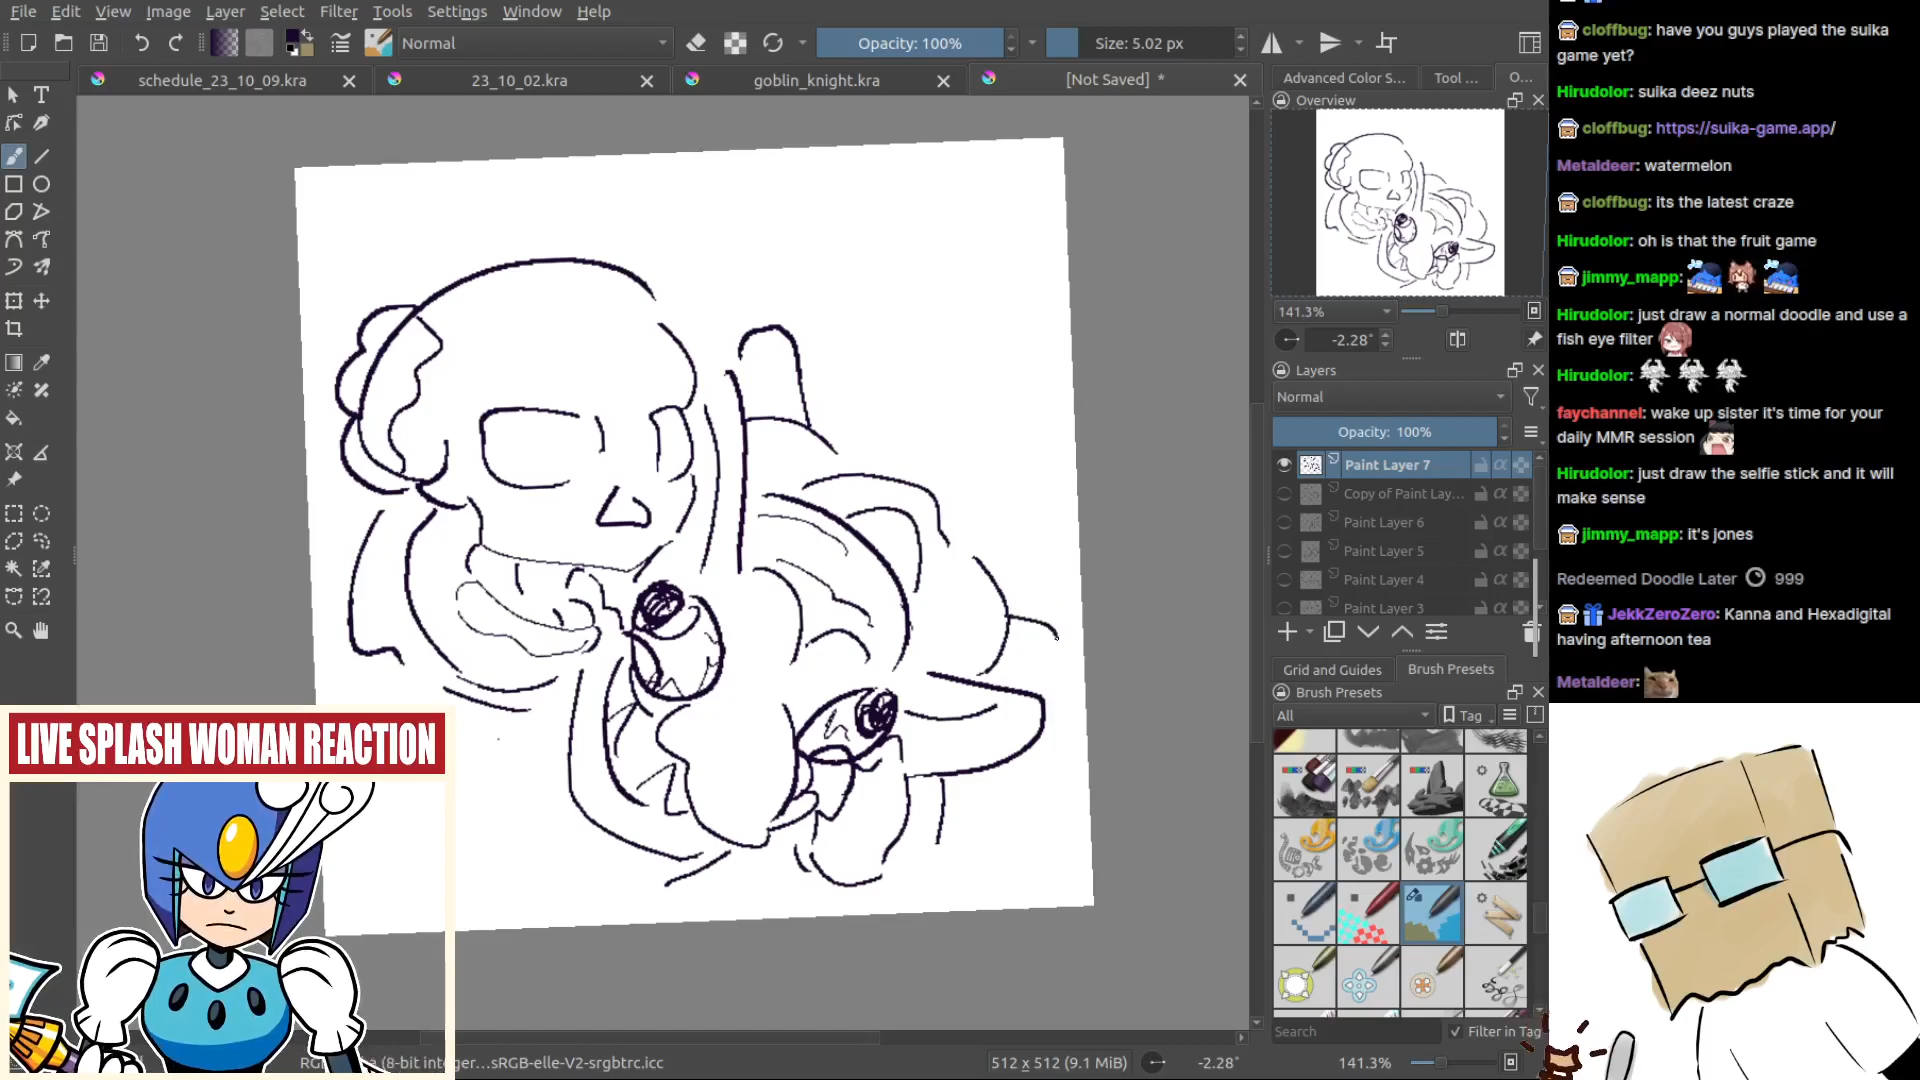 File Edit View Image Layer Select Filter Tools Settings Window Help
Normal
Opacity: 100%
Size: 5.02 px
schedule_23_10_09.kra
23_10_02.kra
goblin_knight.kra
[Not Saved] *
Advanced Color S...
Tool ...
O...
Overview
141.3%
-2.28°
Layers
Normal
Opacity: 100%
Paint Layer 7
Copy of Paint Lay...
Paint Layer 6
Paint Layer 5
Paint Layer 4
Paint Layer 3
Grid and Guides
Brush Presets
Brush Presets
All
Tag
Search
Filter in Tag
(8-bit integer...sRGB-elle-V2-srgbtrc.icc
512 x 512 (9.1 MiB)
-2.28°
141.3%
LIVE SPLASH WOMAN REACTION
cloffbug: have you guys played the suika
game yet?
Hirudolor: suika deez nuts
cloffbug: https://suika-game.app/
Metaldeer: watermelon
cloffbug: its the latest craze
Hirudolor: oh is that the fruit game
jimmy_mapp:
Hirudolor: just draw a normal doodle and use a
fish eye filter
Hirudolor:
faychannel: wake up sister it's time for your
daily MMR session
Hirudolor: just draw the selfie stick and it will
make sense
jimmy_mapp: it's jones
Redeemed Doodle Later 999
JekkZeroZero: Kanna and Hexadigital
having afternoon tea
Metaldeer: